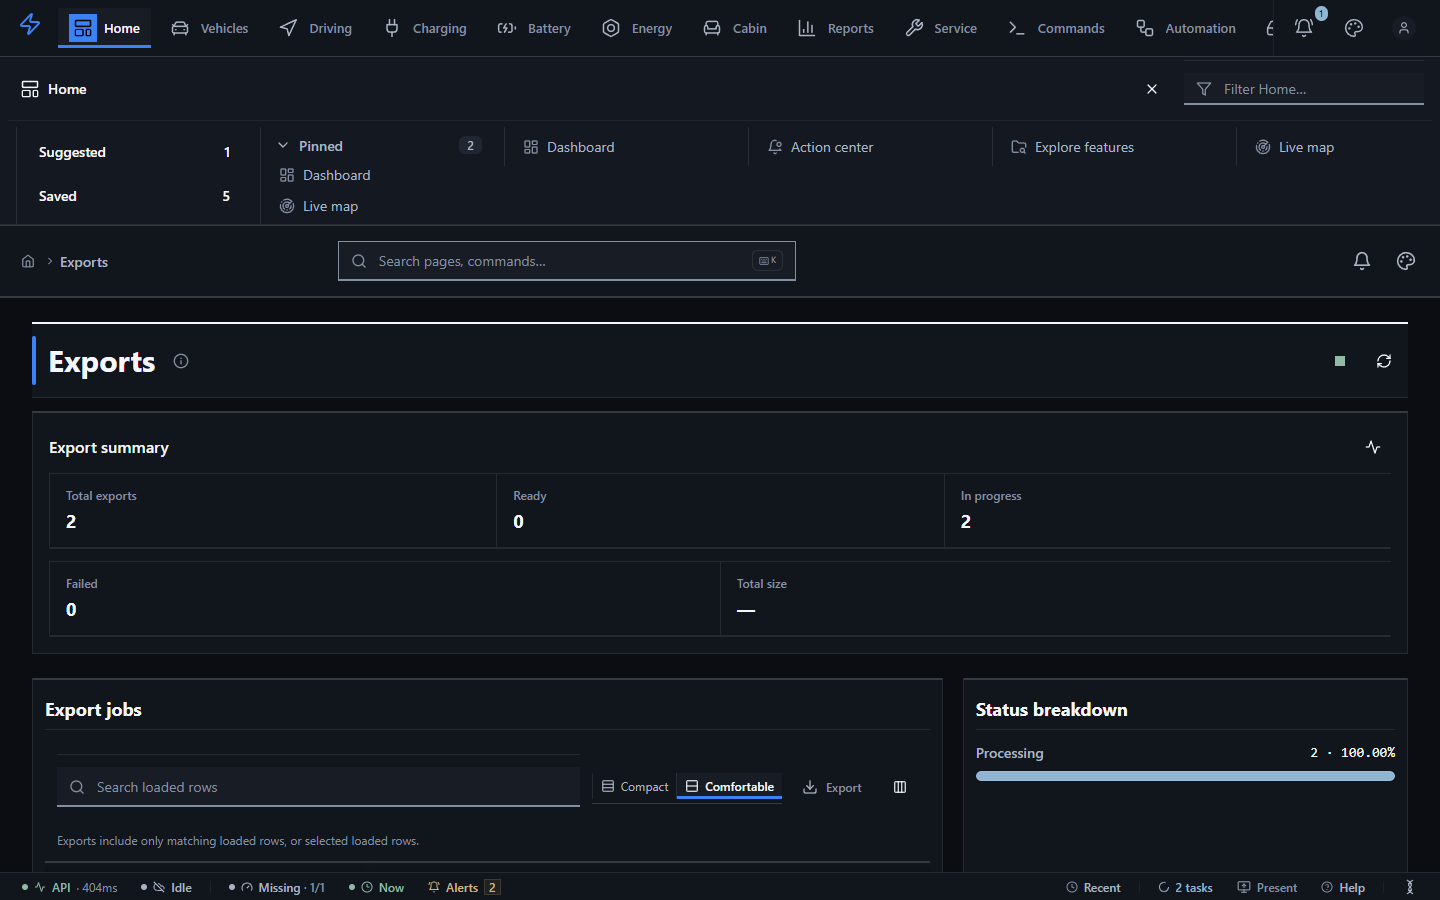 Home
Vehicles
Driving
Charging
Battery
Energy
Cabin
Reports
Service
Commands
Automation
1
Home
Filter Home...
Suggested 1
Saved 5
Pinned 2
Dashboard
Live map
Dashboard
Action center
Explore features
Live map
Exports
Search pages, commands...
K
Exports
Export summary
Total exports
2
Ready
0
In progress
2
Failed
0
Total size
—
Export jobs
Search loaded rows
Compact
Comfortable
Export
Exports include only matching loaded rows, or selected loaded rows.
Status breakdown
Processing 2 · 100.00%
API · 404ms
Idle
Missing · 1/1
Now
Alerts 2
Recent
2 tasks
Present
Help